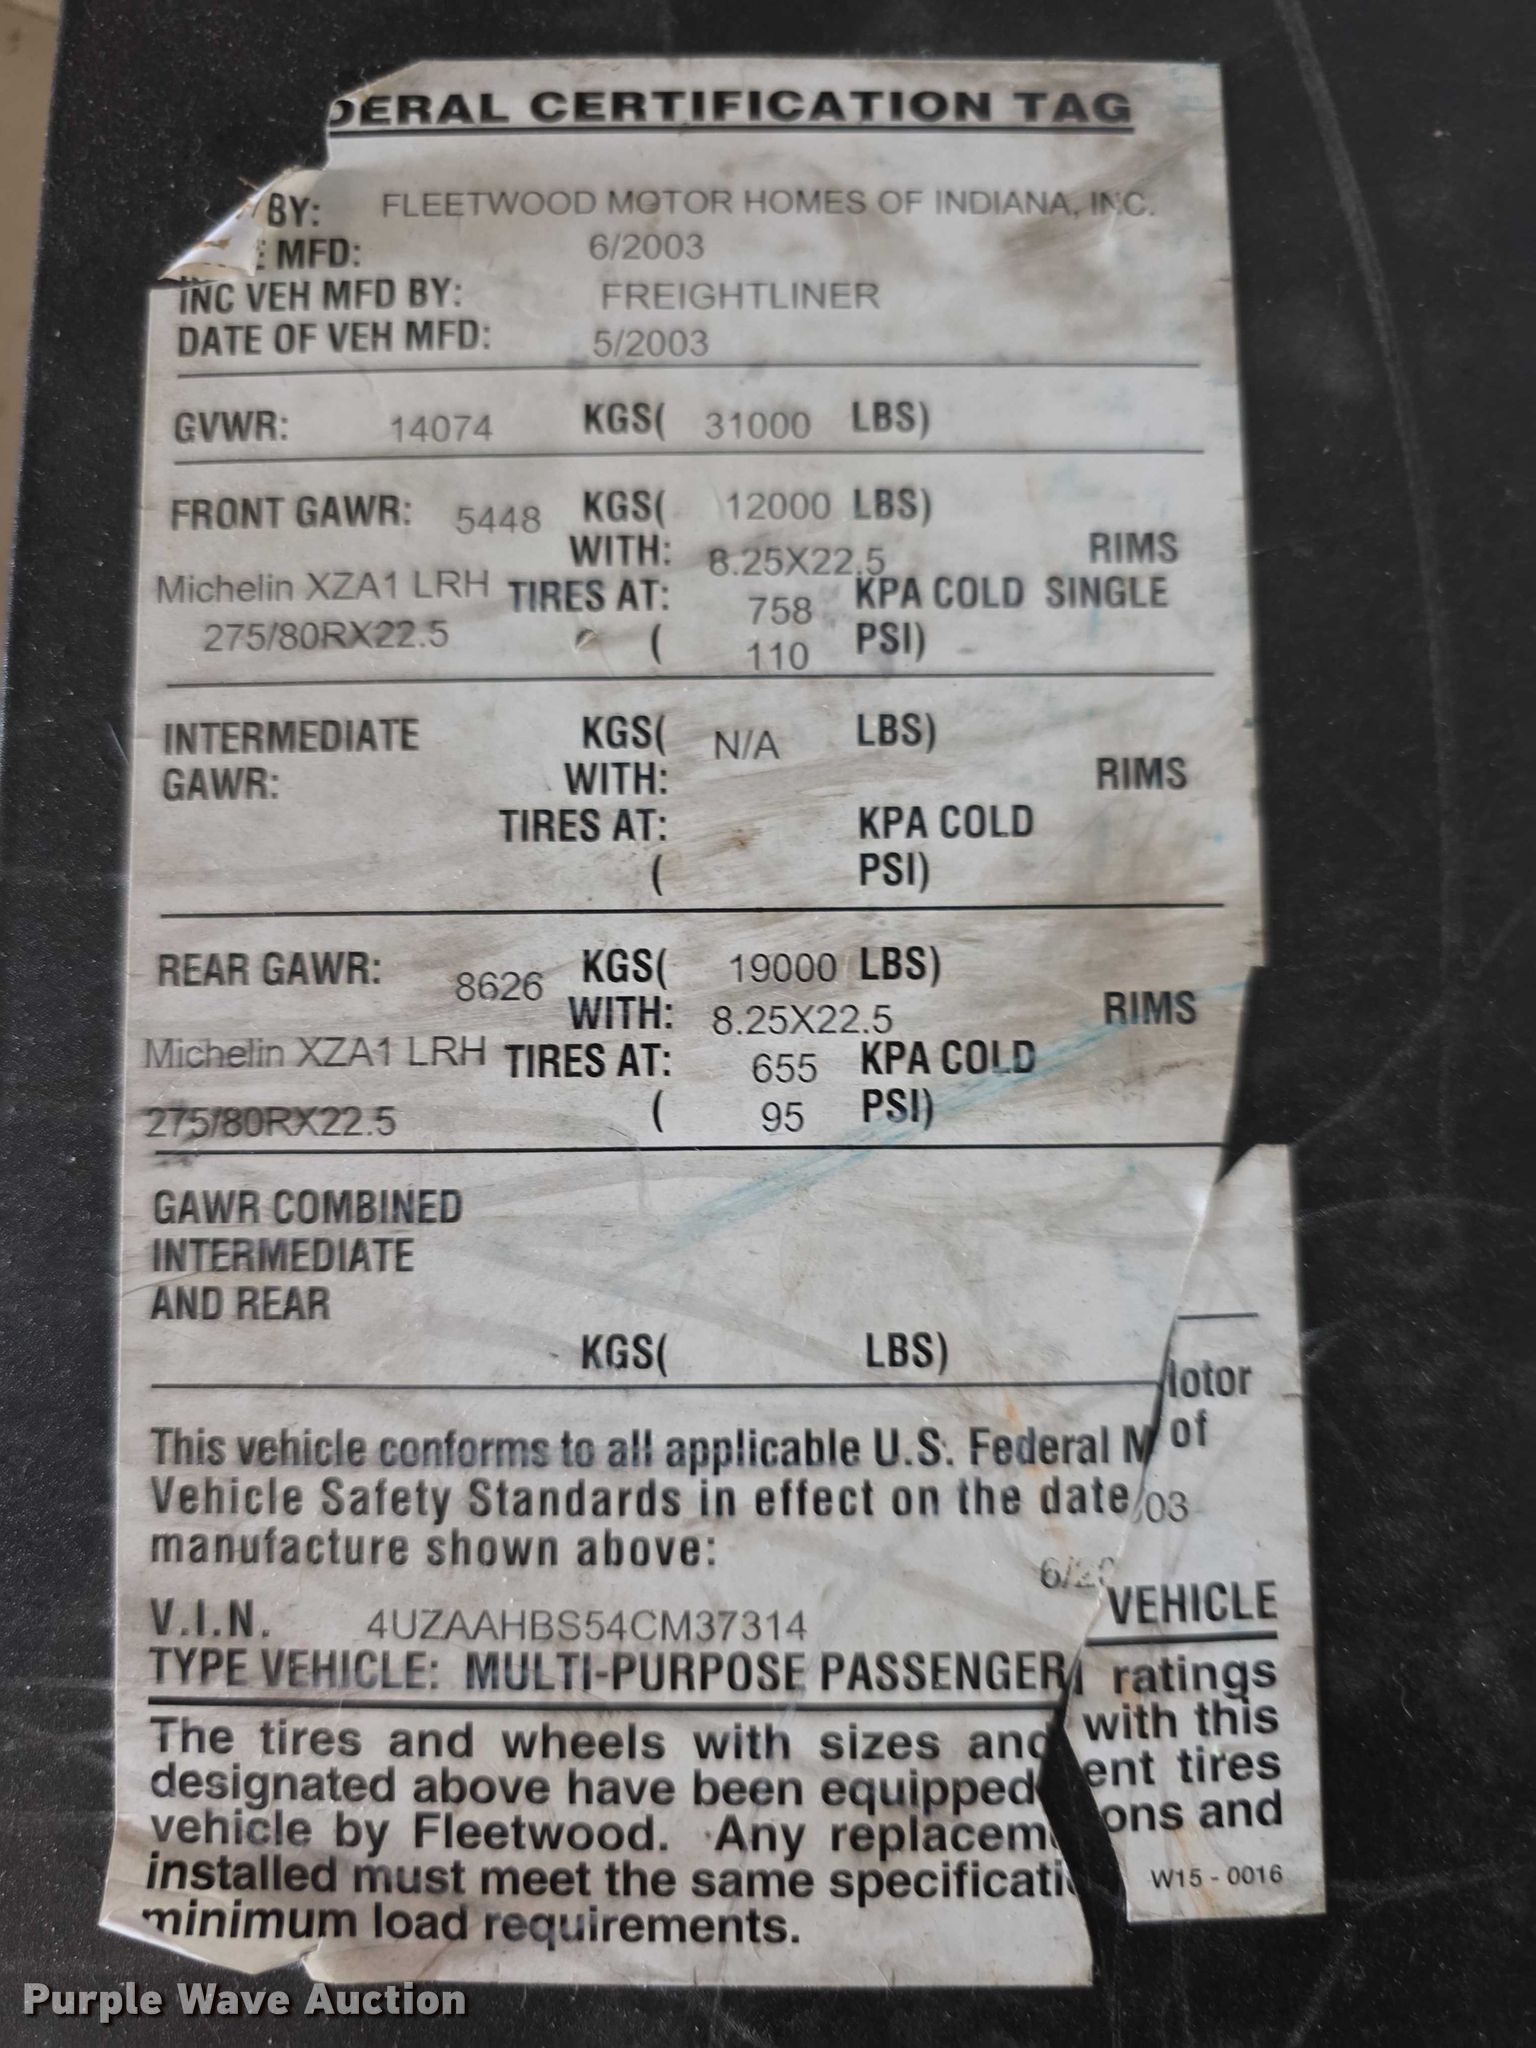 DERAL CERTIFICATION TAG
BY: FLEETWOOD MOTOR HOMES OF INDIANA, INC.
E MFD: 6/2003
INC VEH MFD BY: FREIGHTLINER
DATE OF VEH MFD: 5/2003
GVWR: 14074 KGS( 31000 LBS)
FRONT GAWR: 5448 KGS( 12000 LBS)
WITH: 8.25X22.5 RIMS
Michelin XZA1 LRH TIRES AT: 758 KPA COLD SINGLE
275/80RX22.5 ( 110 PSI)
INTERMEDIATE KGS( N/A LBS)
GAWR: WITH: RIMS
TIRES AT: KPA COLD
( PSI)
REAR GAWR: 8626 KGS( 19000 LBS)
WITH: 8.25X22.5 RIMS
Michelin XZA1 LRH TIRES AT: 655 KPA COLD
275/80RX22.5 ( 95 PSI)
GAWR COMBINED
INTERMEDIATE
AND REAR
KGS( LBS)
This vehicle conforms to all applicable U.S. Federal Motor
Vehicle Safety Standards in effect on the date of
manufacture shown above: 6/2003
V.I.N. 4UZAAHBS54CM37314
TYPE VEHICLE: MULTI-PURPOSE PASSENGER VEHICLE
The tires and wheels with sizes and ratings
designated above have been equipped with this
vehicle by Fleetwood. Any replacement tires
installed must meet the same specifications and
minimum load requirements.
W15 - 0016
Purple Wave Auction